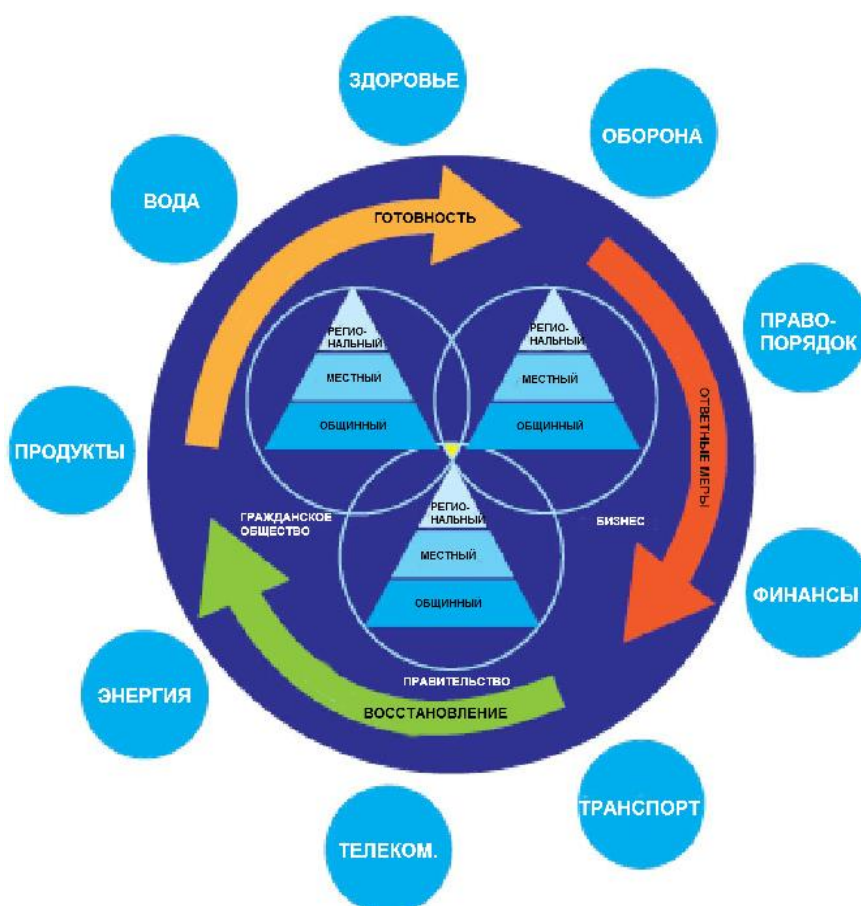 ЗДОРОВЬЕ
ОБОРОНА
ВОДА
ГОТОВНОСТЬ
ПРАВО-
ПОРЯДОК
РЕГИО-
НАЛЬНЫЙ
МЕСТНЫЙ
ОБЩИННЫЙ
РЕГИО-
НАЛЬНЫЙ
МЕСТНЫЙ
ОБЩИННЫЙ
ОТВЕТНЫЕ МЕРЫ
ПРОДУКТЫ
ГРАЖДАНСКОЕ
ОБЩЕСТВО
БИЗНЕС
РЕГИО-
НАЛЬНЫЙ
МЕСТНЫЙ
ОБЩИННЫЙ
ФИНАНСЫ
ПРАВИТЕЛЬСТВО
ЭНЕРГИЯ
ВОССТАНОВЛЕНИЕ
ТРАНСПОРТ
ТЕЛЕКОМ.